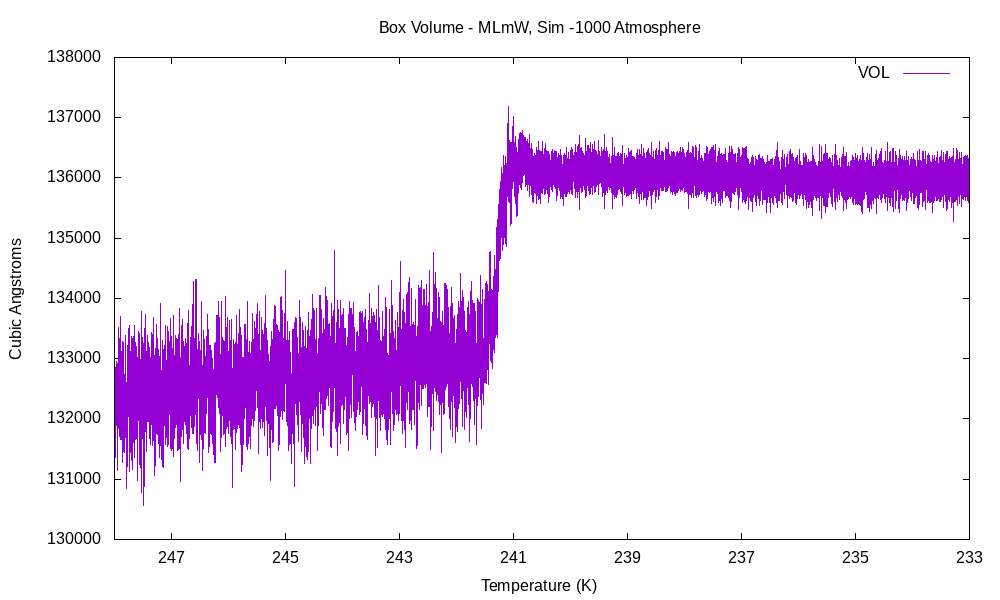 Box Volume - MLmW, Sim -1000 Atmosphere
138000
137000
136000
135000
134000
133000
132000
131000
130000
VOL
Cubic Angstroms
247 245 243 241 239 237 235 233
Temperature (K)